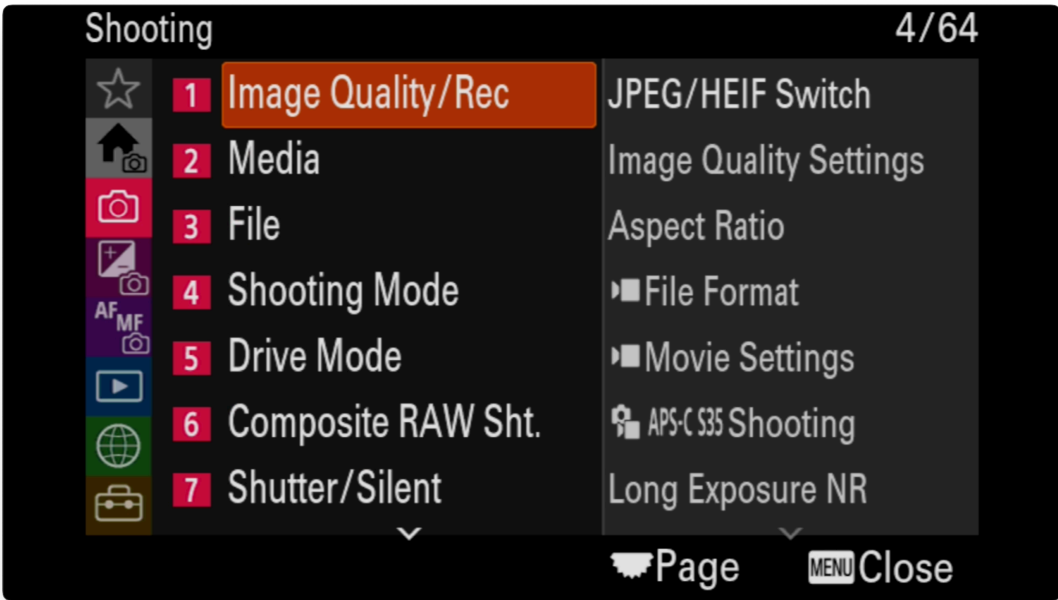 Shooting 4/64
1 Image Quality/Rec JPEG/HEIF Switch
2 Media Image Quality Settings
3 File Aspect Ratio
4 Shooting Mode File Format
AF MF
5 Drive Mode Movie Settings
6 Composite RAW Sht. APS-C S35 Shooting
7 Shutter/Silent Long Exposure NR
Page MENU Close